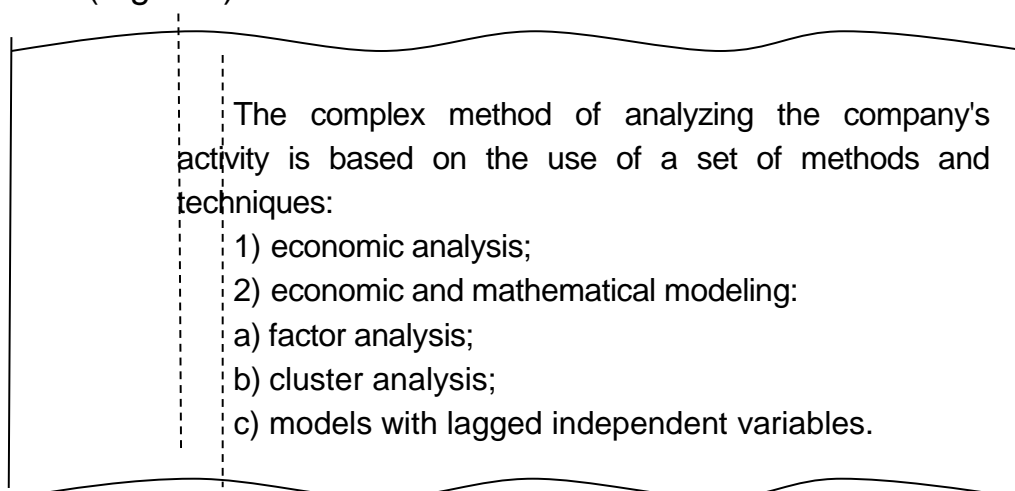 The complex method of analyzing the company's
activity is based on the use of a set of methods and
techniques:
1) economic analysis;
2) economic and mathematical modeling:
a) factor analysis;
b) cluster analysis;
c) models with lagged independent variables.